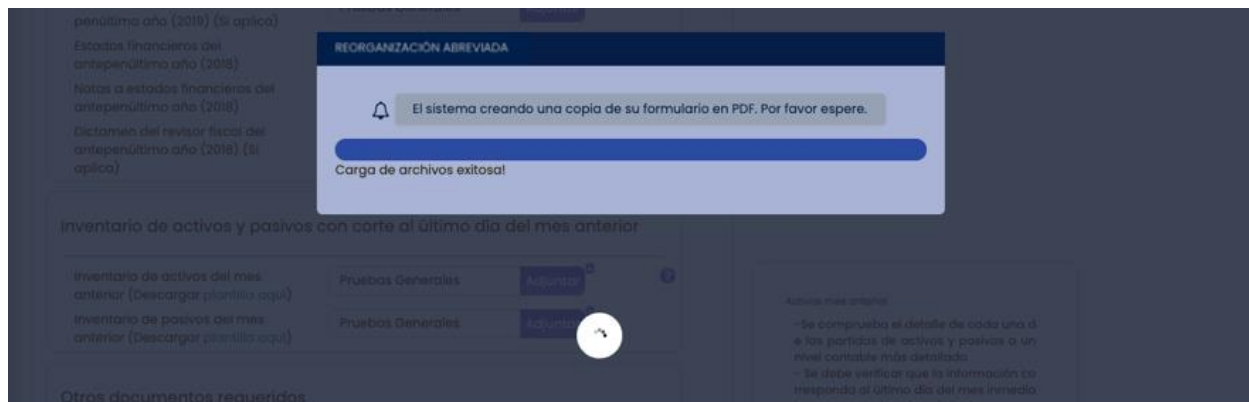 penúltimo año (2019) (Si aplica)
Pruebas Generales
Adjuntar
Estados financieros del
antepenúltimo año (2018)
Notas a estados financieros del
antepenúltimo año (2018)
Dictamen del revisor fiscal del
antepenúltimo año (2018) (Si
aplica)
REORGANIZACIÓN ABREVIADA
El sistema creando una copia de su formulario en PDF. Por favor espere.
Carga de archivos exitosa!
Inventario de activos y pasivos con corte al último día del mes anterior
Inventario de activos del mes
anterior (Descargar plantilla aquí)
Pruebas Generales
Adjuntar
Inventario de pasivos del mes
anterior (Descargar plantilla aquí)
Pruebas Generales
Otros documentos requeridos
Activos mes anterior
-Se comprueba el detalle de cada una d
e las partidas de activos y pasivos a un
nivel contable más detallado
- Se debe verificar que la información co
rresponda al último día del mes inmedia